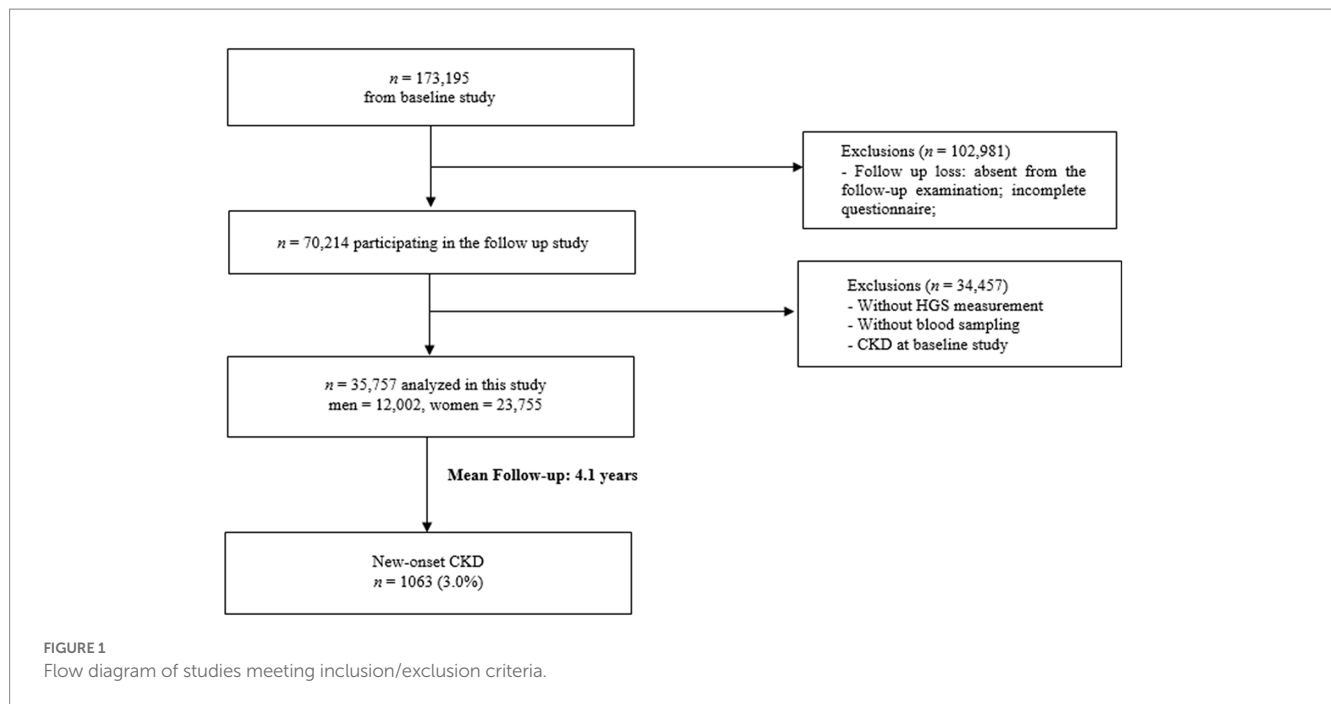 n = 173,195
from baseline study
Exclusions (n = 102,981)
- Follow up loss: absent from the
follow-up examination; incomplete
questionnaire;
n = 70,214 participating in the follow up study
Exclusions (n = 34,457)
- Without HGS measurement
- Without blood sampling
- CKD at baseline study
n = 35,757 analyzed in this study
men = 12,002, women = 23,755
Mean Follow-up: 4.1 years
New-onset CKD
n = 1063 (3.0%)
FIGURE 1
Flow diagram of studies meeting inclusion/exclusion criteria.